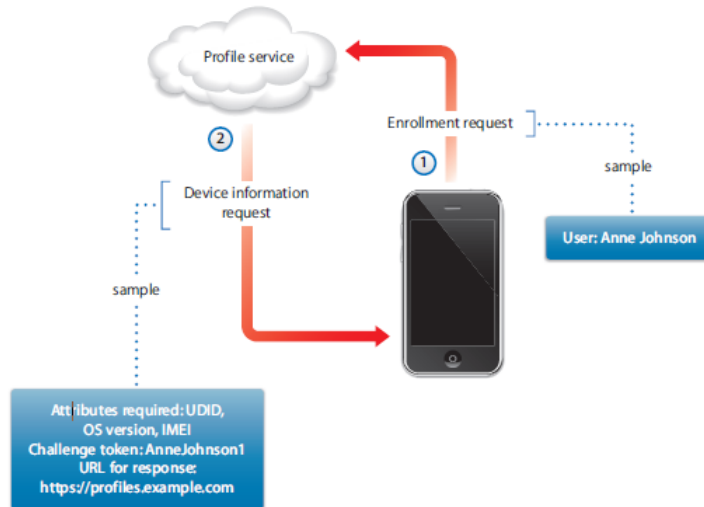 Profile service
Enrollment request
1
2
sample
Device information
request
User: Anne Johnson
sample
Attributes required: UDID,
OS version, IMEI
Challenge token: AnneJohnson1
URL for response:
https://profiles.example.com